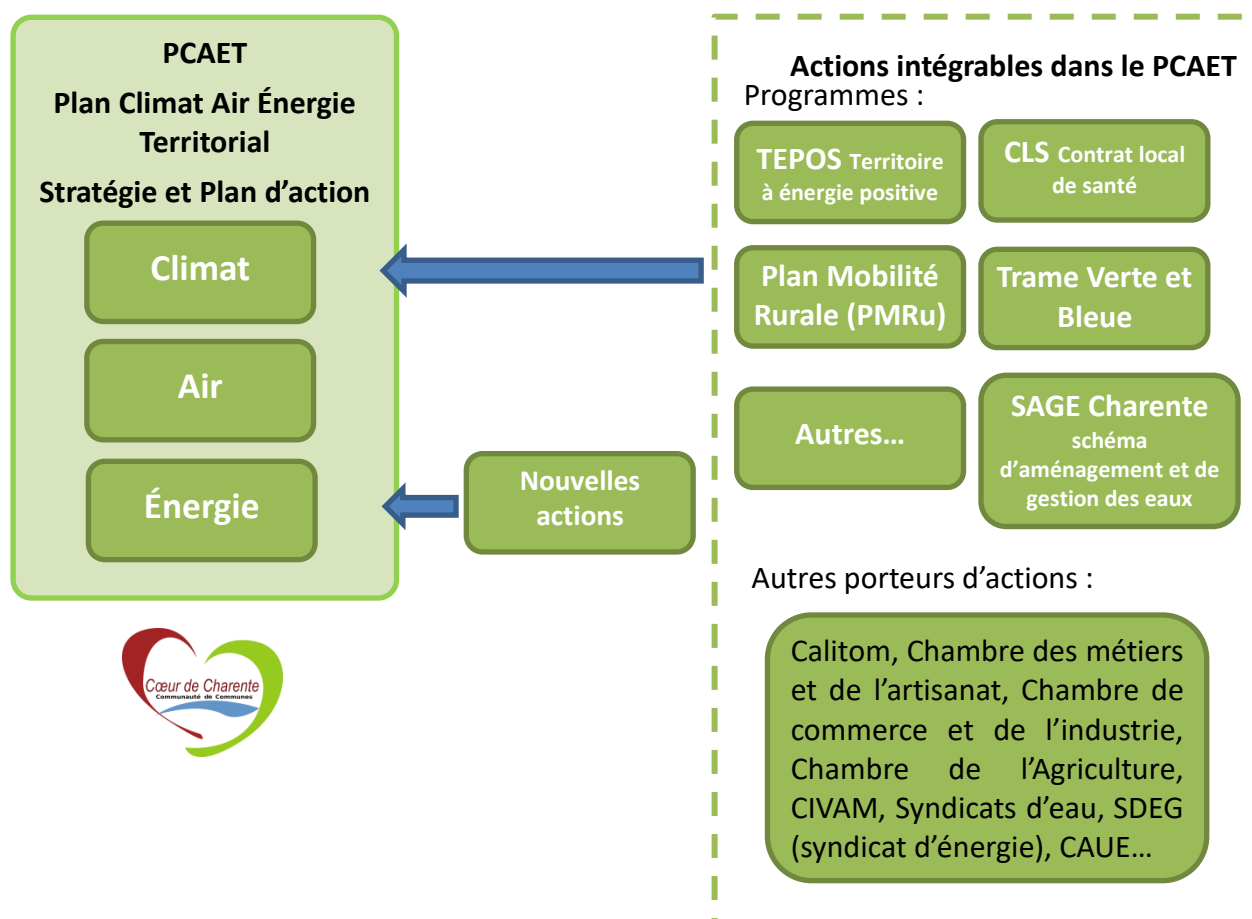 PCAET
Plan Climat Air Énergie
Territorial
Stratégie et Plan d’action
Climat
Air
Énergie
Nouvelles
actions
Cœur de Charente
Communauté de Communes
Actions intégrables dans le PCAET
Programmes :
TEPOS Territoire
à énergie positive
CLS Contrat local
de santé
Plan Mobilité
Rurale (PMRu)
Trame Verte et
Bleue
Autres…
SAGE Charente
schéma
d’aménagement et de
gestion des eaux
Autres porteurs d’actions :
Calitom, Chambre des métiers
et de l’artisanat, Chambre de
commerce et de l’industrie,
Chambre de l’Agriculture,
CIVAM, Syndicats d’eau, SDEG
(syndicat d’énergie), CAUE…